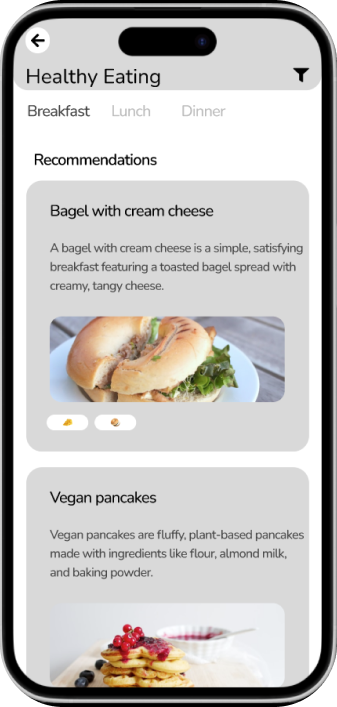 Healthy Eating
Breakfast Lunch Dinner
Recommendations
Bagel with cream cheese
A bagel with cream cheese is a simple, satisfying
breakfast featuring a toasted bagel spread with
creamy, tangy cheese.
Vegan pancakes
Vegan pancakes are fluffy, plant-based pancakes
made with ingredients like flour, almond milk,
and baking powder.